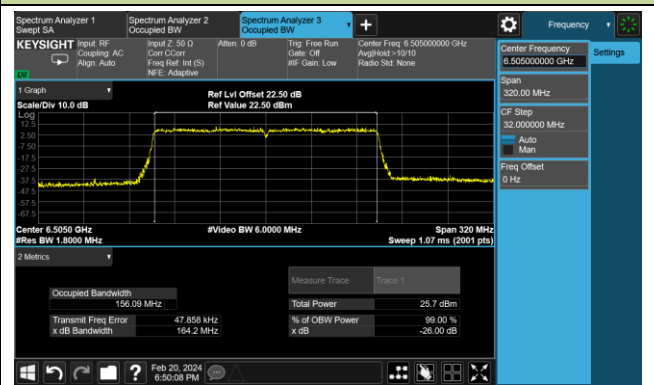 Spectrum Analyzer 1
Swept SA
Spectrum Analyzer 2
Occupied BW
Spectrum Analyzer 3
Occupied BW
Frequency
KEYSIGHT
Input: RF
Coupling: AC
Align: Auto
Input Z: 50 Ω
Corr CCorr
Freq Ref: Int (S)
NFE: Adaptive
Atten: 0 dB
Trig: Free Run
Gate: Off
#IF Gain: Low
Center Freq: 6.505000000 GHz
Avg|Hold:>10/10
Radio Std: None
Center Frequency
6.505000000 GHz
Settings
Span
320.00 MHz
CF Step
32.000000 MHz
Auto
Man
Freq Offset
0 Hz
1 Graph
Scale/Div 10.0 dB
Ref Lvl Offset 22.50 dB
Ref Value 22.50 dBm
Log
12.5
2.50
-7.50
-17.5
-27.5
-37.5
-47.5
-57.5
-67.5
Center 6.5050 GHz
#Res BW 1.8000 MHz
#Video BW 6.0000 MHz
Span 320 MHz
Sweep 1.07 ms (2001 pts)
2 Metrics
Measure Trace
Trace 1
Occupied Bandwidth
156.09 MHz
Total Power
25.7 dBm
Transmit Freq Error
47.858 kHz
% of OBW Power
99.00 %
x dB Bandwidth
164.2 MHz
x dB
-26.00 dB
Feb 20, 2024
6:50:08 PM